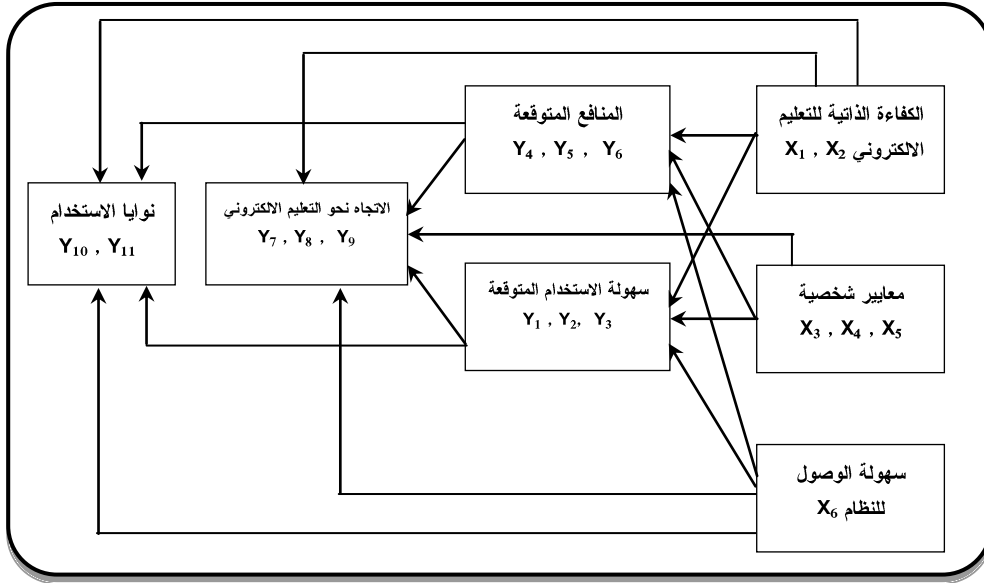 الكفاءة الذاتية للتعليم
الالكتروني X₁ , X₂
المنافع المتوقعة
Y₄ , Y₅ , Y₆
نوايا الاستخدام
Y₁₀ , Y₁₁
الاتجاه نحو التعليم الالكتروني
Y₇ , Y₈ , Y₉
سهولة الاستخدام المتوقعة
Y₁ , Y₂, Y₃
معايير شخصية
X₃ , X₄ , X₅
سهولة الوصول
للنظام X₆